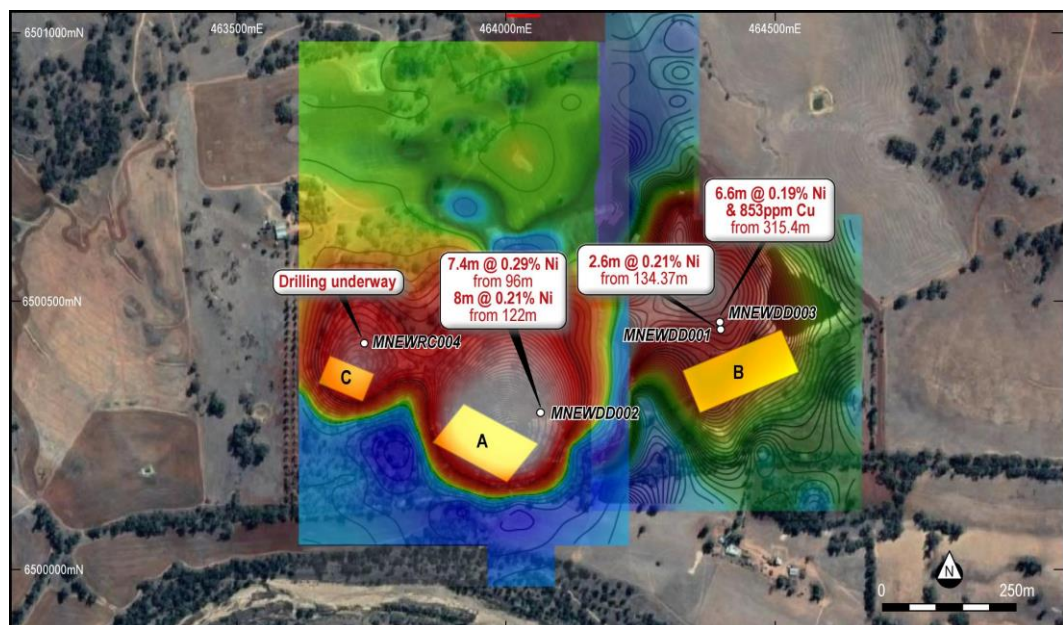 6501000mN
463500mE
464000mE
464500mE
6.6m @ 0.19% Ni
& 853ppm Cu
from 315.4m
7.4m @ 0.29% Ni
from 96m
8m @ 0.21% Ni
from 122m
2.6m @ 0.21% Ni
from 134.37m
Drilling underway
6500500mN
MNEWDD003
MNEWDD001
MNEWRC004
C
B
MNEWDD002
A
N
6500000mN
0
250m